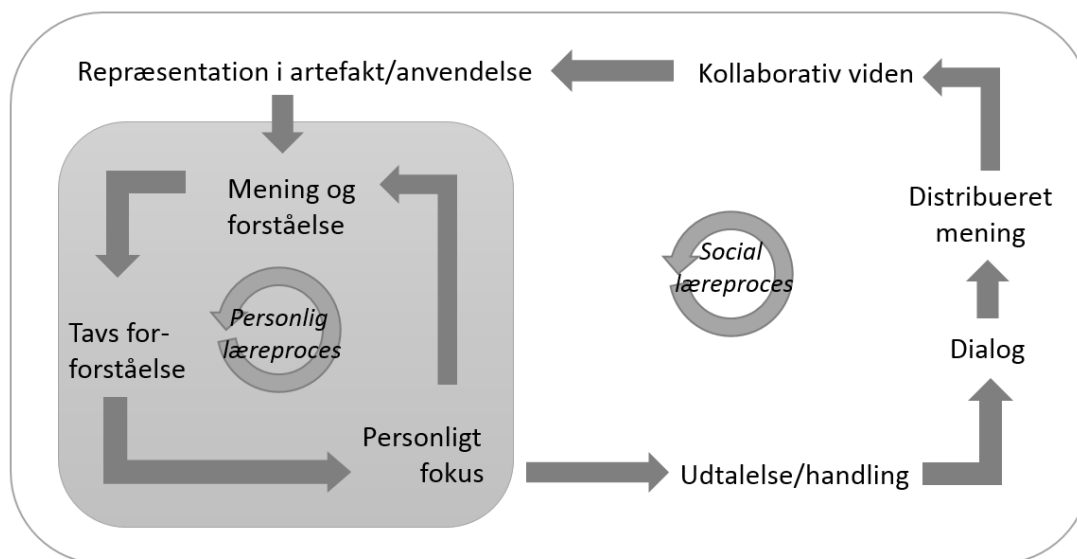 Repræsentation i artefakt/anvendelse
Kollaborativ viden
Mening og
forståelse
Distribueret
mening
Social
læreproces
Personlig
læreproces
Tavs for-
forståelse
Dialog
Personligt
fokus
Udtalelse/handling